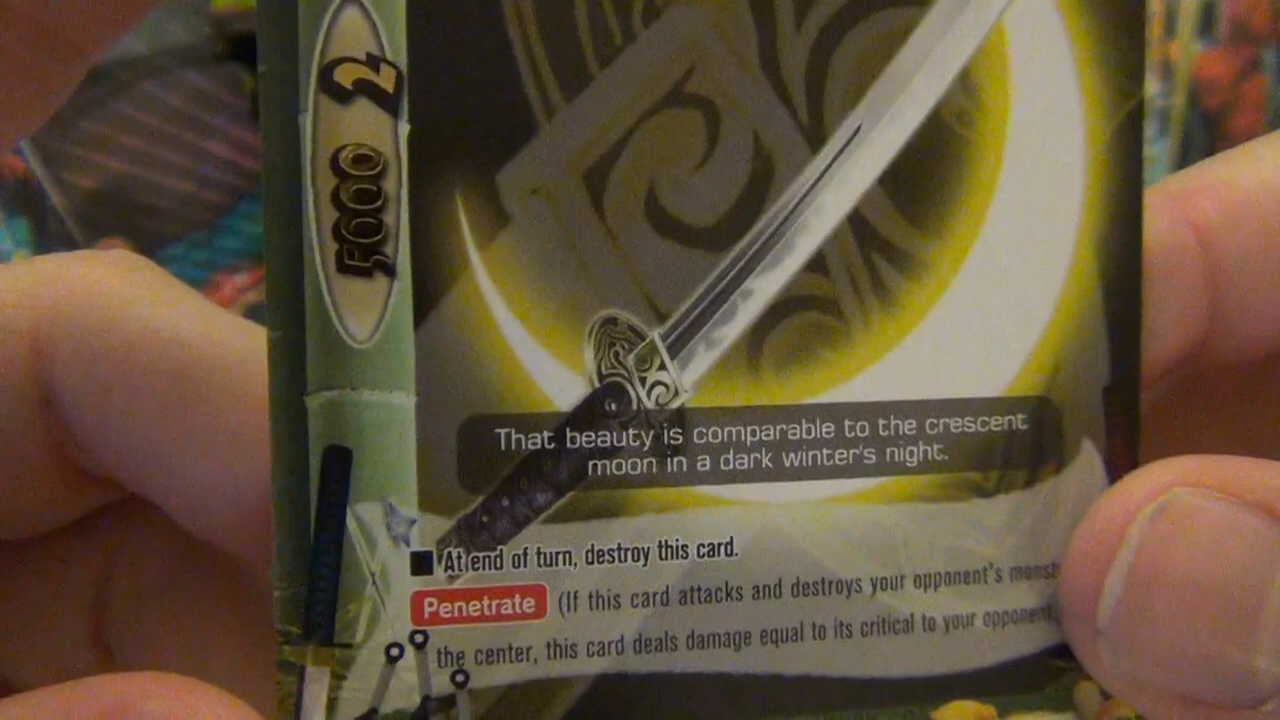 2
5000
That beauty is comparable to the crescent
moon in a dark winter's night.
■ At end of turn, destroy this card.
Penetrate (If this card attacks and destroys your opponent's
the center, this card deals damage equal to its critical to your